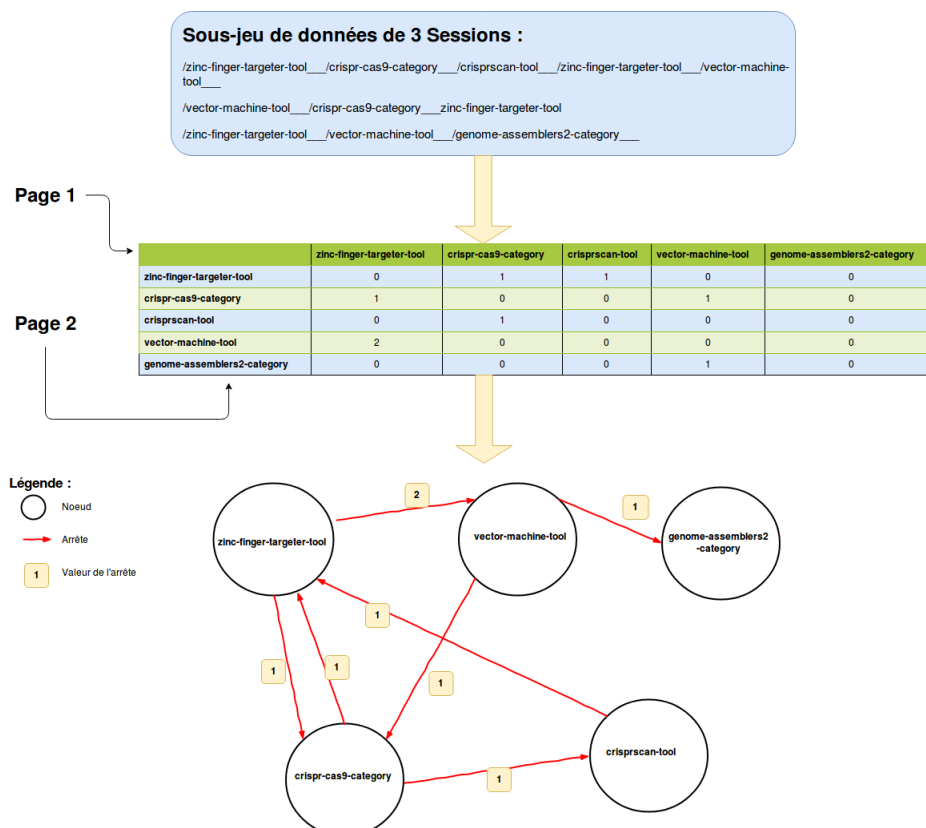 Sous-jeu de données de 3 Sessions :
/zinc-finger-targeter-tool___/crispr-cas9-category___/crisprscan-tool___/zinc-finger-targeter-tool___/vector-machine-
tool___
/vector-machine-tool___/crispr-cas9-category___zinc-finger-targeter-tool
/zinc-finger-targeter-tool___/vector-machine-tool___/genome-assemblers2-category___
Page 1
zinc-finger-targeter-tool crispr-cas9-category crisprscan-tool vector-machine-tool genome-assemblers2-category
zinc-finger-targeter-tool 0 1 1 0 0
crispr-cas9-category 1 0 0 1 0
Page 2
crisprscan-tool 0 1 0 0 0
vector-machine-tool 2 0 0 0 0
genome-assemblers2-category 0 0 0 1 0
Légende :
Noeud
Arrête
1
Valeur de l'arrête
2
1
zinc-finger-targeter-tool
vector-machine-tool
genome-assemblers2
-category
1
1
1
1
crispr-cas9-category
crisprscan-tool
1